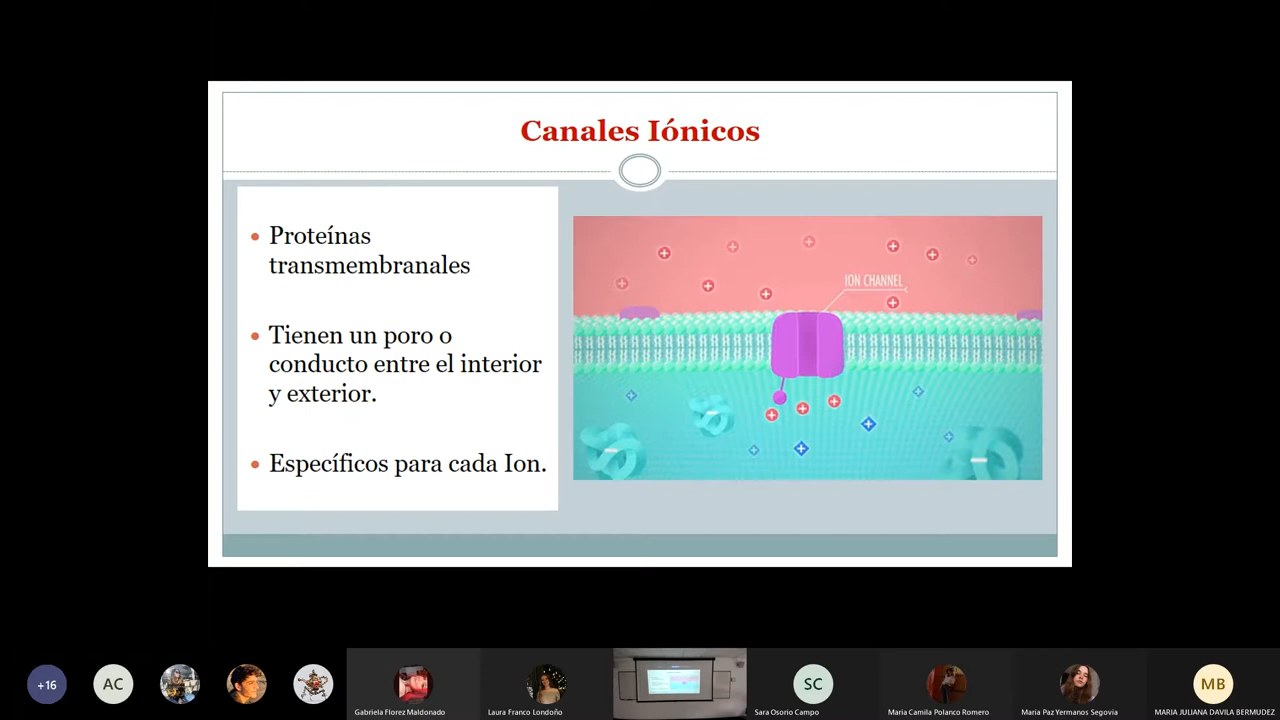 Canales Iónicos
Proteínas
transmembranales
Tienen un poro o
conducto entre el interior
y exterior.
Específicos para cada Ion.
ION CHANNEL
+16
AC
SC
MB
Gabriela Florez Maldonado
Laura Franco Londoño
Sara Osorio Campo
Maria Camila Polanco Romero
Maria Paz Yermanos Segovia
MARIA JULIANA DAVILA BERMUDEZ